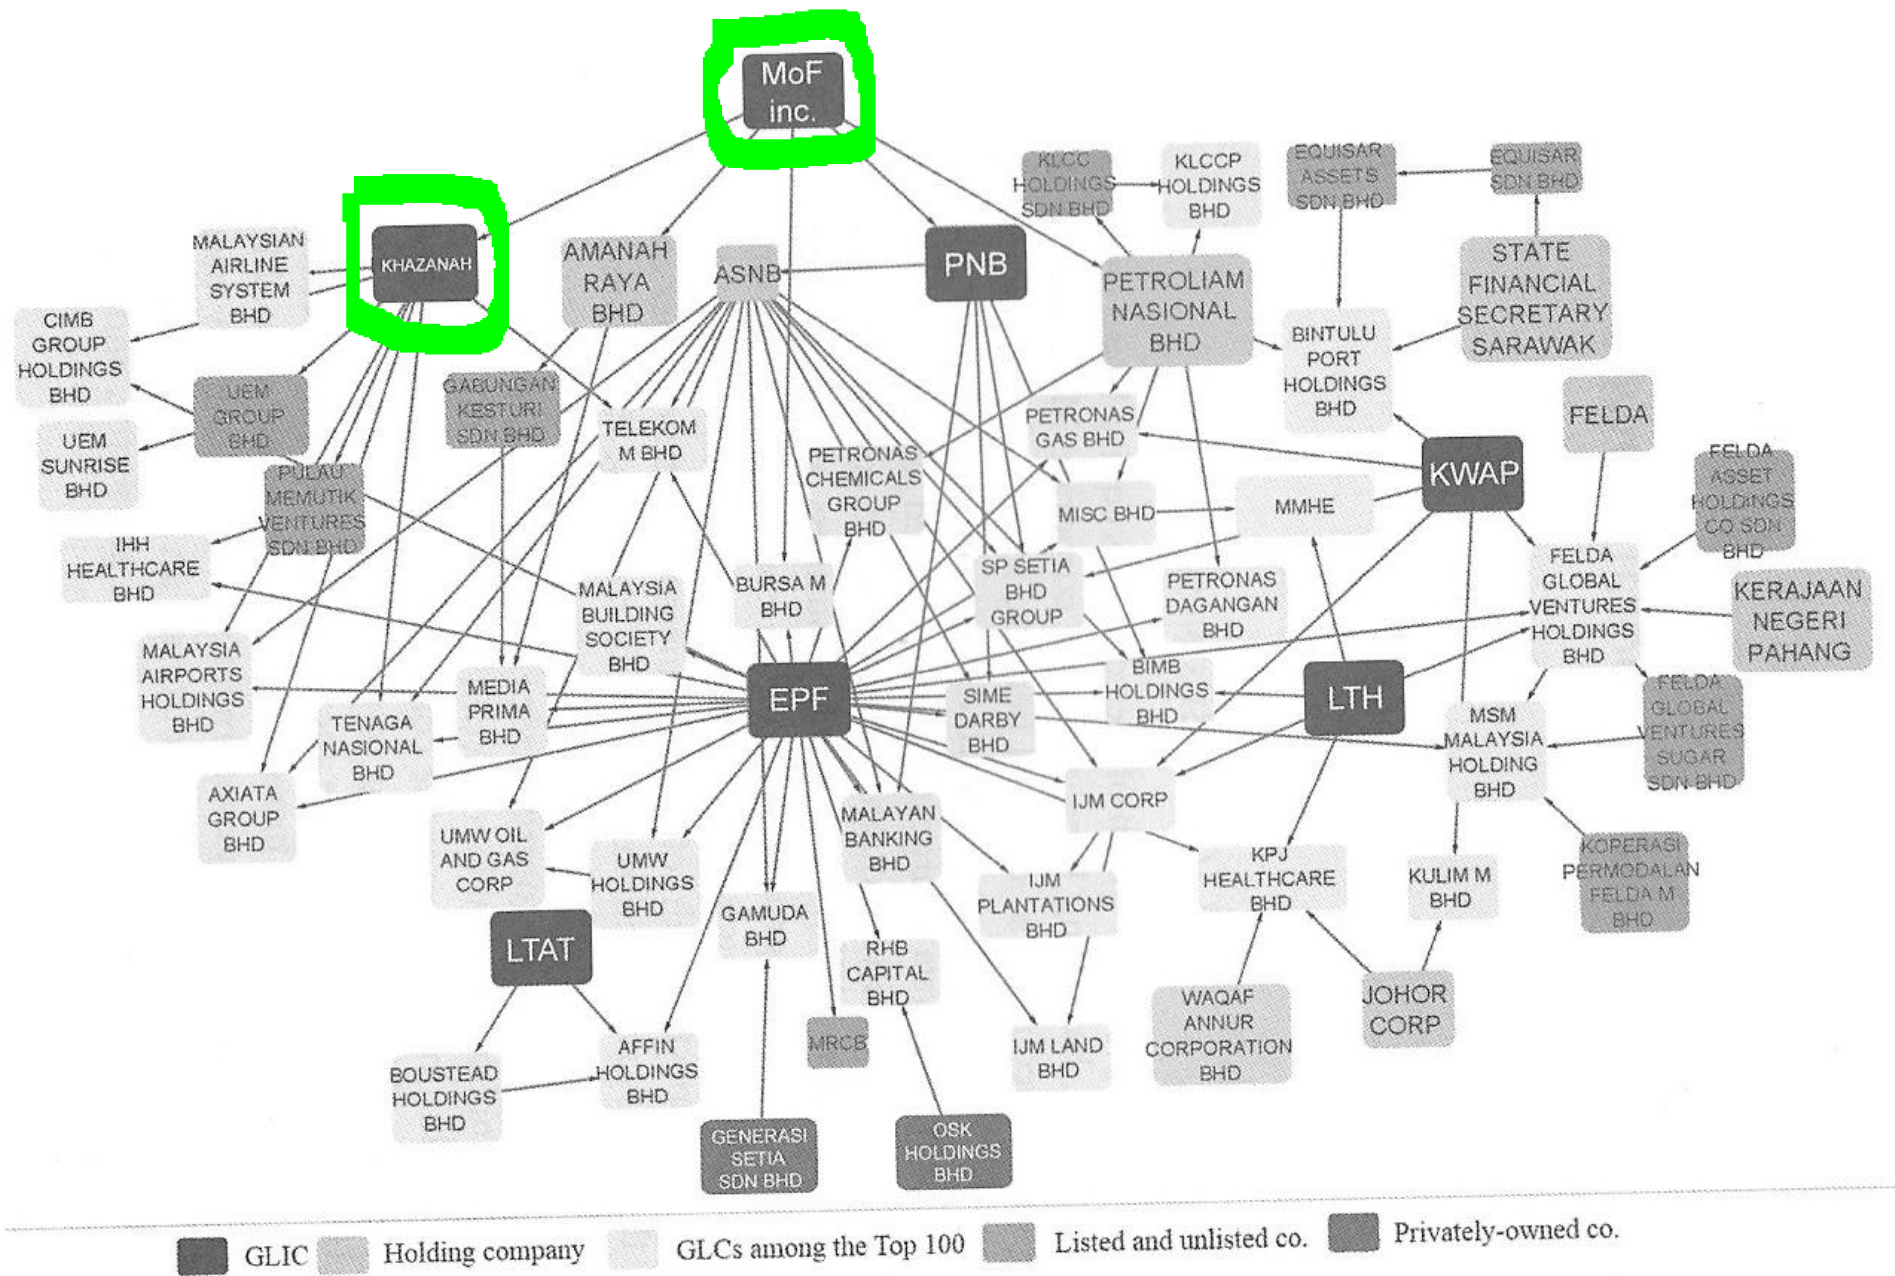 MoF
inc.
KLCC
HOLDINGS
SDN BHD
KLCCP
HOLDINGS
BHD
EQUISAR
ASSETS
SDN BHD
EQUISAR
SDN BHD
MALAYSIAN
AIRLINE
SYSTEM
BHD
KHAZANAH
AMANAH
RAYA
BHD
ASNB
PNB
PETROLIAM
NASIONAL
BHD
STATE
FINANCIAL
SECRETARY
SARAWAK
CIMB
GROUP
HOLDINGS
BHD
UEM
GROUP
BHD
GABUNGAN
KESTURI
SDN BHD
TELEKOM
M BHD
PETRONAS
GAS BHD
BINTULU
PORT
HOLDINGS
BHD
FELDA
UEM
SUNRISE
BHD
PULAU
MEMUTIK
VENTURES
SDN BHD
PETRONAS
CHEMICALS
GROUP
BHD
MISC BHD
MMHE
KWAP
FELDA
ASSET
HOLDINGS
CO SDN
BHD
IHH
HEALTHCARE
BHD
MALAYSIA
BUILDING
SOCIETY
BHD
BURSA M
BHD
SP SETIA
BHD
GROUP
PETRONAS
DAGANGAN
BHD
FELDA
GLOBAL
VENTURES
HOLDINGS
BHD
KERAJAAN
NEGERI
PAHANG
MALAYSIA
AIRPORTS
HOLDINGS
BHD
TENAGA
NASIONAL
BHD
MEDIA
PRIMA
BHD
EPF
SIME
DARBY
BHD
BIMB
HOLDINGS
BHD
LTH
MSM
MALAYSIA
HOLDING
BHD
FELDA
GLOBAL
VENTURES
SUGAR
SDN BHD
AXIATA
GROUP
BHD
UMW OIL
AND GAS
CORP
UMW
HOLDINGS
BHD
MALAYAN
BANKING
BHD
IJM CORP
KPJ
HEALTHCARE
BHD
KULIM M
BHD
KOPERASI
PERMODALAN
FELDA M
BHD
LTAT
GAMUDA
BHD
RHB
CAPITAL
BHD
IJM
PLANTATIONS
BHD
WAQAF
ANNUR
CORPORATION
BHD
JOHOR
CORP
BOUSTEAD
HOLDINGS
BHD
AFFIN
HOLDINGS
BHD
MRCB
IJM LAND
BHD
GENERASI
SETIA
SDN BHD
OSK
HOLDINGS
BHD
GLIC
Holding company
GLCs among the Top 100
Listed and unlisted co.
Privately-owned co.